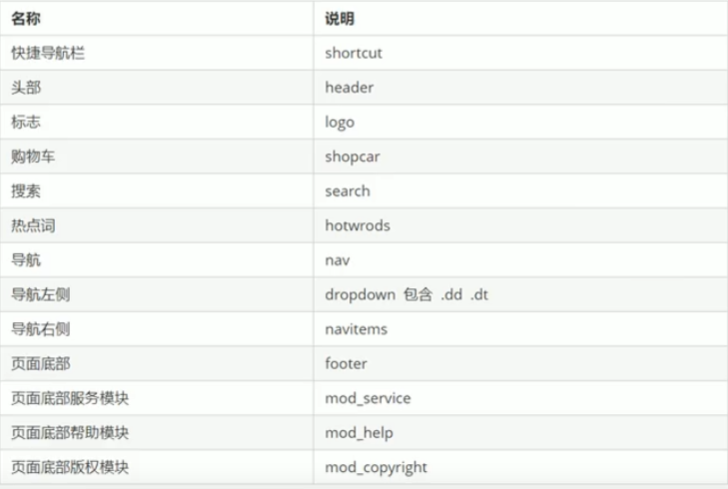 名称 说明
快捷导航栏 shortcut
头部 header
标志 logo
购物车 shopcar
搜索 search
热点词 hotwrods
导航 nav
导航左侧 dropdown 包含 .dd .dt
导航右侧 navitems
页面底部 footer
页面底部服务模块 mod_service
页面底部帮助模块 mod_help
页面底部版权模块 mod_copyright